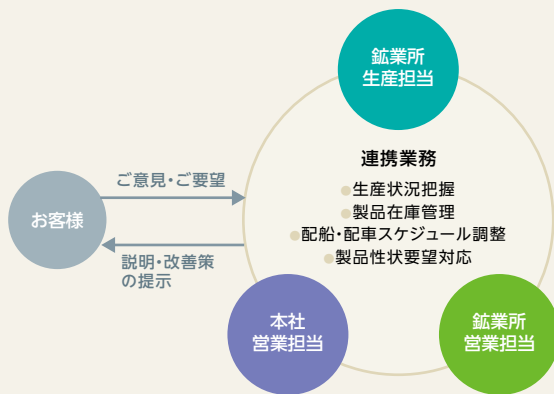 鉱業所
生産担当
連携業務
●生産状況把握
●製品在庫管理
●配船・配車スケジュール調整
●製品性状要望対応
ご意見・ご要望
お客様
説明・改善策
の提示
本社
営業担当
鉱業所
営業担当